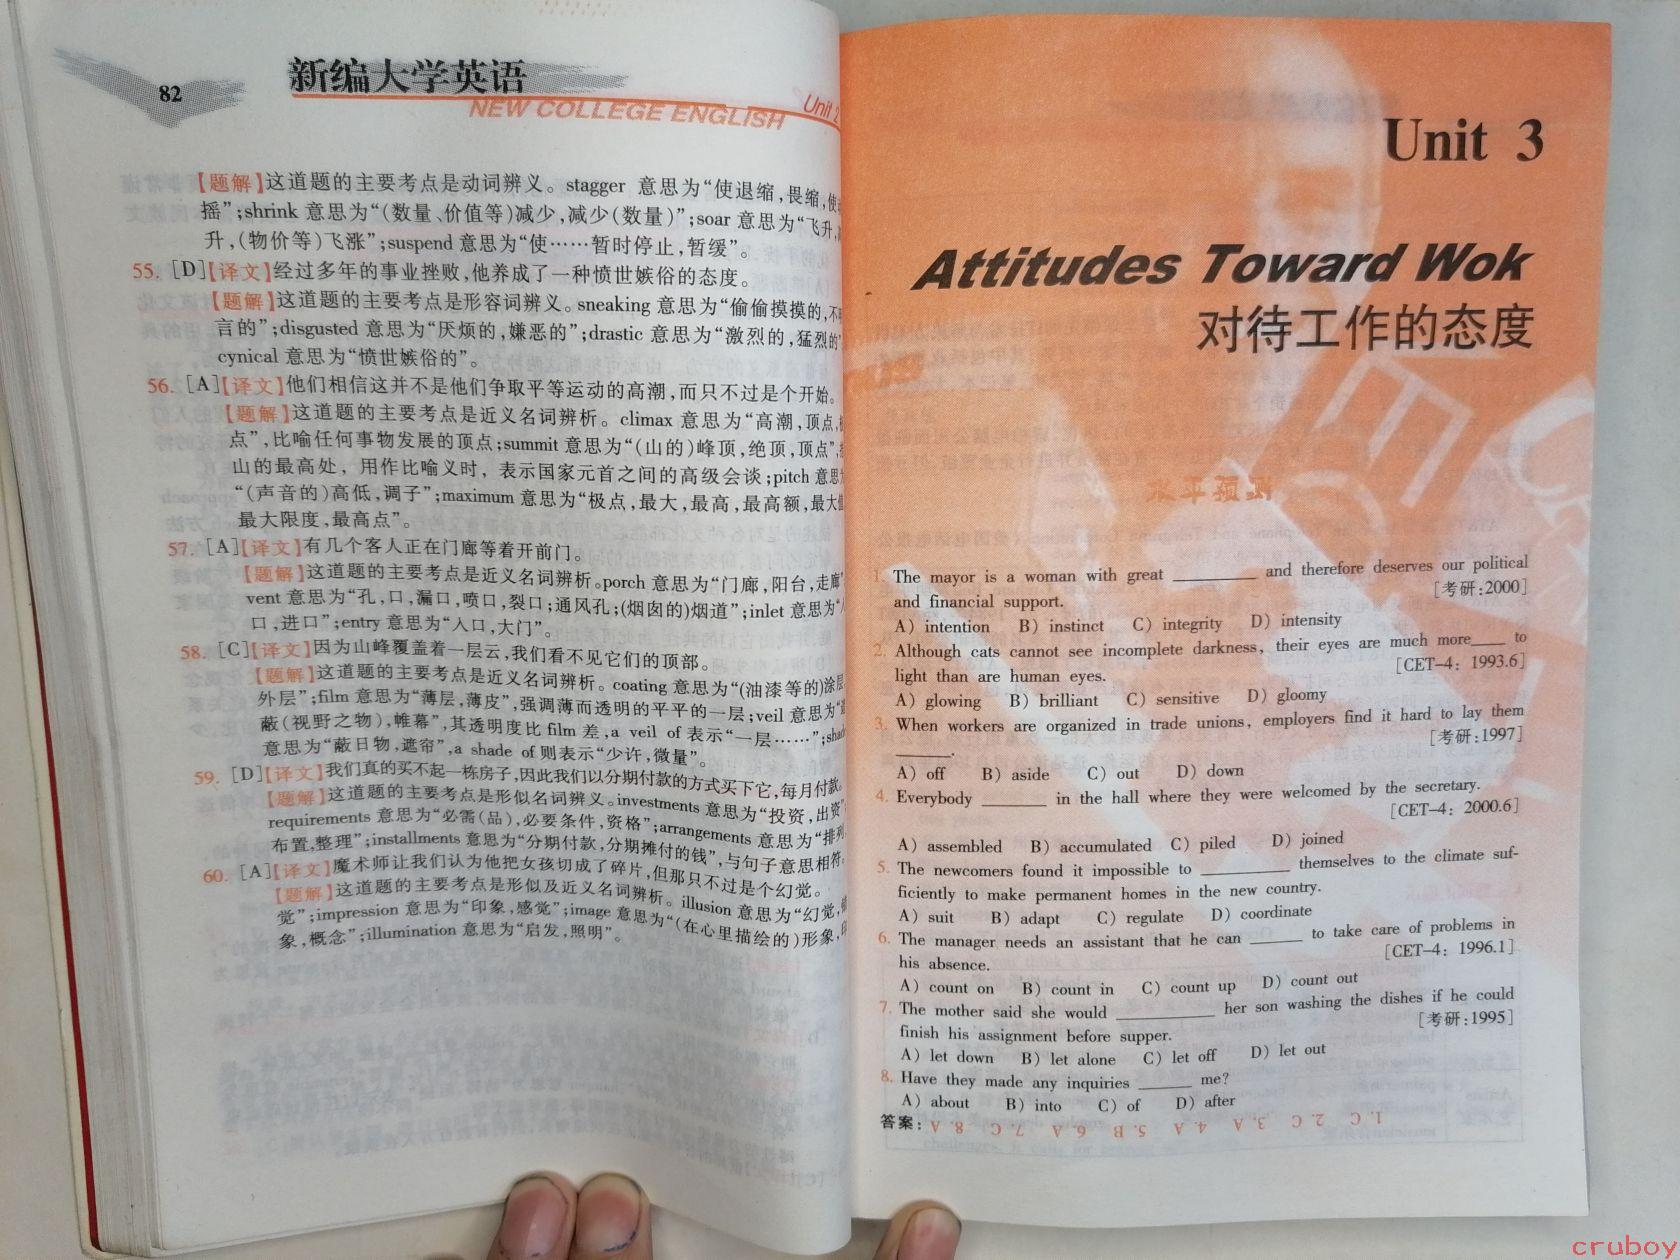 82
新编大学英语
NEW COLLEGE ENGLISH
Unit 2
【题解】这道题的主要考点是动词辨义。stagger 意思为“使退缩,畏缩,使
摇”;shrink 意思为“(数量、价值等)减少,减少(数量)”;soar 意思为“飞升,
升,(物价等)飞涨”;suspend 意思为“使……暂时停止,暂缓”。
55. [D]【译文】经过多年的事业挫败,他养成了一种愤世嫉俗的态度。
【题解】这道题的主要考点是形容词辨义。sneaking 意思为“偷偷摸摸的,不
言的”;disgusted 意思为“厌烦的,嫌恶的”;drastic 意思为“激烈的,猛烈的”
cynical 意思为“愤世嫉俗的”。
56. [A]【译文】他们相信这并不是他们争取平等运动的高潮,而只不过是个开始。
【题解】这道题的主要考点是近义名词辨析。climax 意思为“高潮,顶点,
点”,比喻任何事物发展的顶点;summit 意思为“(山的)峰顶,绝顶,顶点”,
山的最高处，用作比喻义时，表示国家元首之间的高级会谈;pitch 意思
“(声音的)高低,调子”;maximum 意思为“极点,最大,最高,最高额,最大
最大限度,最高点”。
57. [A]【译文】有几个客人正在门廊等着开前门。
【题解】这道题的主要考点是近义名词辨析。porch 意思为“门廊,阳台,走廊”
vent 意思为“孔,口,漏口,喷口,裂口;通风孔;(烟囱的)烟道”;inlet 意思为“
口,进口”;entry 意思为“入口,大门”。
58. [C]【译文】因为山峰覆盖着一层云,我们看不见它们的顶部。
【题解】这道题的主要考点是近义名词辨析。coating 意思为“(油漆等的)涂层
外层”;film 意思为“薄层,薄皮”,强调薄而透明的平平的一层;veil 意思为“
蔽(视野之物),帷幕”,其透明度比 film 差,a veil of 表示“一层……”;shade
意思为“蔽日物,遮帘”,a shade of 则表示“少许,微量”。
59. [D]【译文】我们真的买不起一栋房子,因此我们以分期付款的方式买下它,每月付款。
【题解】这道题的主要考点是形似名词辨义。investments 意思为“投资,出资”
requirements 意思为“必需(品),必要条件,资格”;arrangements 意思为“排列
布置,整理”;installments 意思为“分期付款,分期摊付的钱”,与句子意思相符。
60. [A]【译文】魔术师让我们认为他把女孩切成了碎片,但那只不过是个幻觉。
【题解】这道题的主要考点是形似及近义名词辨析。illusion 意思为“幻觉,
觉”;impression 意思为“印象,感觉”;image 意思为“(在心里描绘的)形象,
象,概念”;illumination 意思为“启发,照明”。
Unit 3
Attitudes Toward Wok
对待工作的态度
水平预测
1. The mayor is a woman with great ________ and therefore deserves our political
and financial support. [考研:2000]
A) intention B) instinct C) integrity D) intensity
2. Although cats cannot see incomplete darkness, their eyes are much more____ to
light than are human eyes. [CET-4: 1993.6]
A) glowing B) brilliant C) sensitive D) gloomy
3. When workers are organized in trade unions, employers find it hard to lay them
______. [考研:1997]
A) off B) aside C) out D) down
4. Everybody ______ in the hall where they were welcomed by the secretary.
[CET-4: 2000.6]
A) assembled B) accumulated C) piled D) joined
5. The newcomers found it impossible to ________ themselves to the climate suf-
ficiently to make permanent homes in the new country.
A) suit B) adapt C) regulate D) coordinate
6. The manager needs an assistant that he can _____ to take care of problems in
his absence. [CET-4: 1996.1]
A) count on B) count in C) count up D) count out
7. The mother said she would _________ her son washing the dishes if he could
finish his assignment before supper. [考研:1995]
A) let down B) let alone C) let off D) let out
8. Have they made any inquiries _____ me?
A) about B) into C) of D) after
答案: 1. C 2. C 3. A 4. A 5. B 6. A 7. C 8. A
cruboy